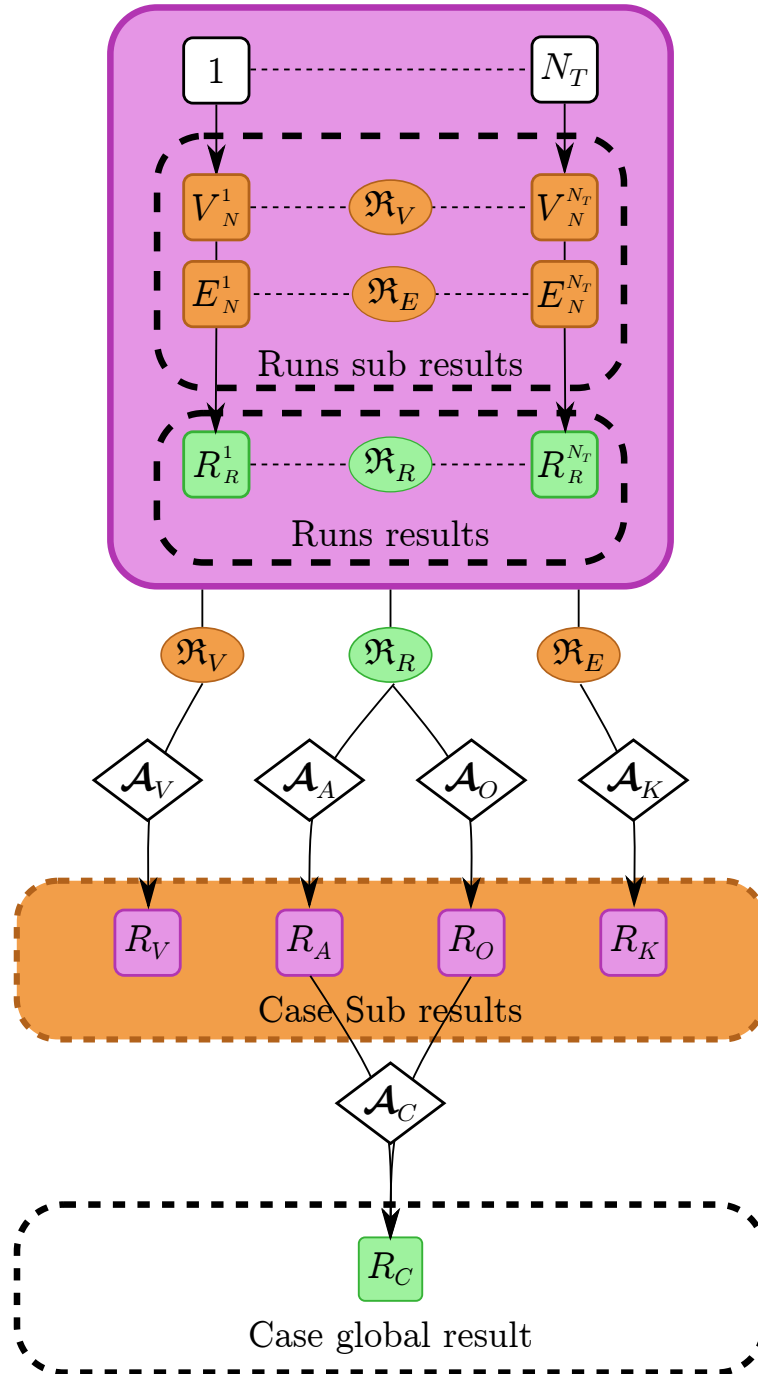 1 N_T
V_N^1 ℜ_V V_N^{N_T}
E_N^1 ℜ_E E_N^{N_T}
Runs sub results
R_R^1 ℜ_R R_R^{N_T}
Runs results
ℜ_V ℜ_R ℜ_E
𝓐_V 𝓐_A 𝓐_O 𝓐_K
R_V R_A R_O R_K
Case Sub results
𝓐_C
R_C
Case global result